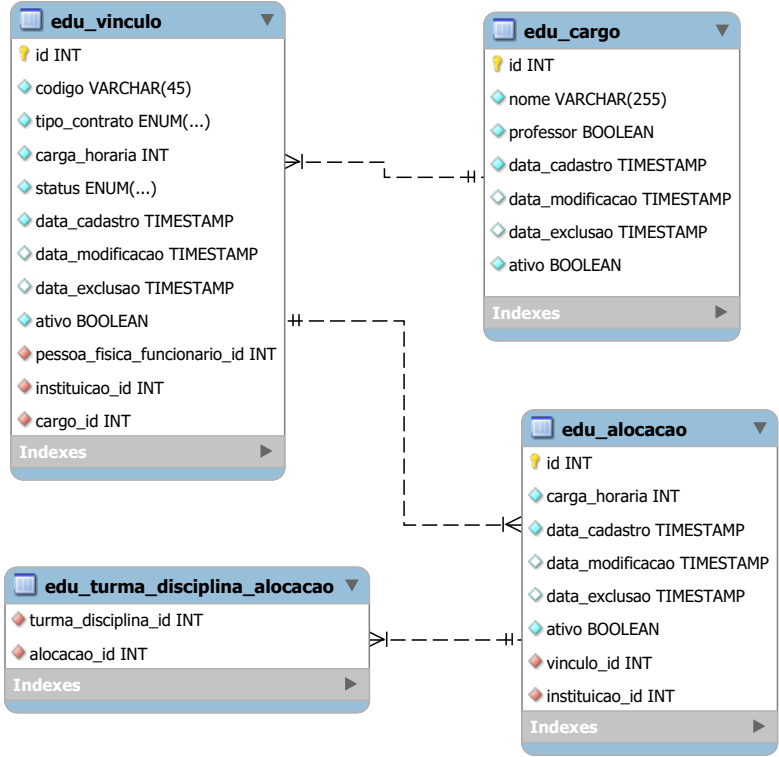 edu_vinculo
id INT
codigo VARCHAR(45)
tipo_contrato ENUM(...)
carga_horaria INT
status ENUM(...)
data_cadastro TIMESTAMP
data_modificacao TIMESTAMP
data_exclusao TIMESTAMP
ativo BOOLEAN
pessoa_fisica_funcionario_id INT
instituicao_id INT
cargo_id INT
Indexes
edu_cargo
id INT
nome VARCHAR(255)
professor BOOLEAN
data_cadastro TIMESTAMP
data_modificacao TIMESTAMP
data_exclusao TIMESTAMP
ativo BOOLEAN
Indexes
edu_alocacao
id INT
carga_horaria INT
data_cadastro TIMESTAMP
data_modificacao TIMESTAMP
data_exclusao TIMESTAMP
ativo BOOLEAN
vinculo_id INT
instituicao_id INT
Indexes
edu_turma_disciplina_alocacao
turma_disciplina_id INT
alocacao_id INT
Indexes